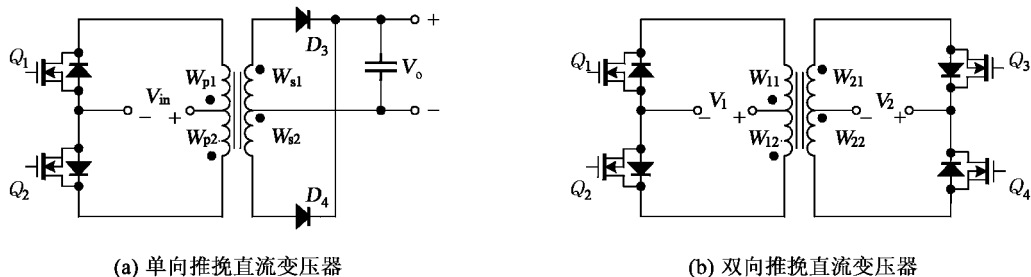 Q1
Q2
− Vin +
Wp1
Wp2
Ws1
Ws2
D3
D4
+
Vo
−
(a) 单向推挽直流变压器
Q1
Q2
− V1 +
W11
W12
W21
W22
− V2 +
Q3
Q4
(b) 双向推挽直流变压器